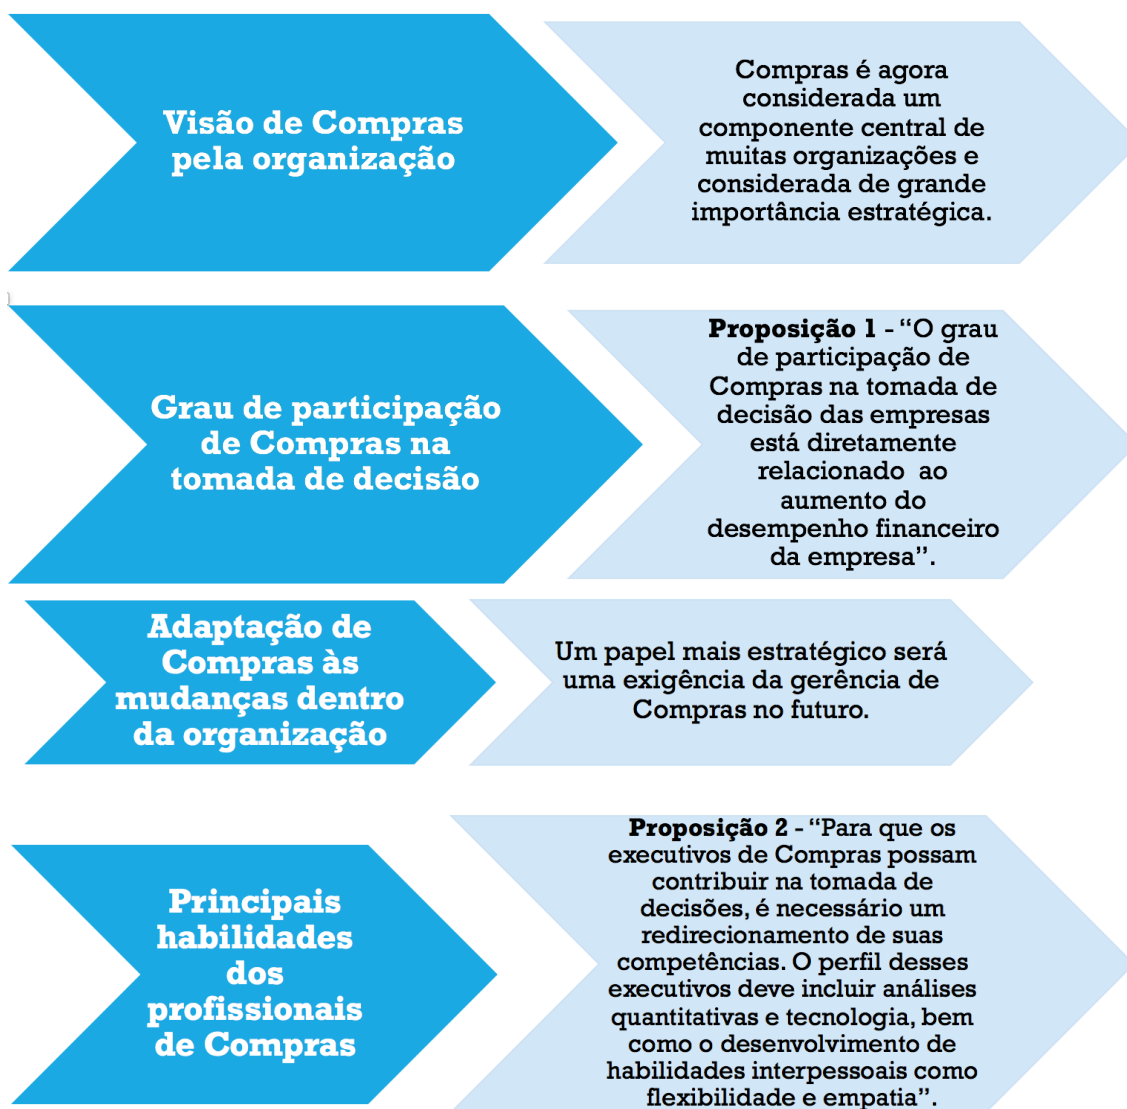 Visão de Compras
pela organização
Compras é agora
considerada um
componente central de
muitas organizações e
considerada de grande
importância estratégica.
Grau de participação
de Compras na
tomada de decisão
Proposição 1 - “O grau
de participação de
Compras na tomada de
decisão das empresas
está diretamente
relacionado  ao
aumento do
desempenho financeiro
da empresa”.
Adaptação de
Compras às
mudanças dentro
da organização
Um papel mais estratégico será
uma exigência da gerência de
Compras no futuro.
Principais
habilidades
dos
profissionais
de Compras
Proposição 2 - “Para que os
executivos de Compras possam
contribuir na tomada de
decisões, é necessário um
redirecionamento de suas
competências. O perfil desses
executivos deve incluir análises
quantitativas e tecnologia, bem
como o desenvolvimento de
habilidades interpessoais como
flexibilidade e empatia”.